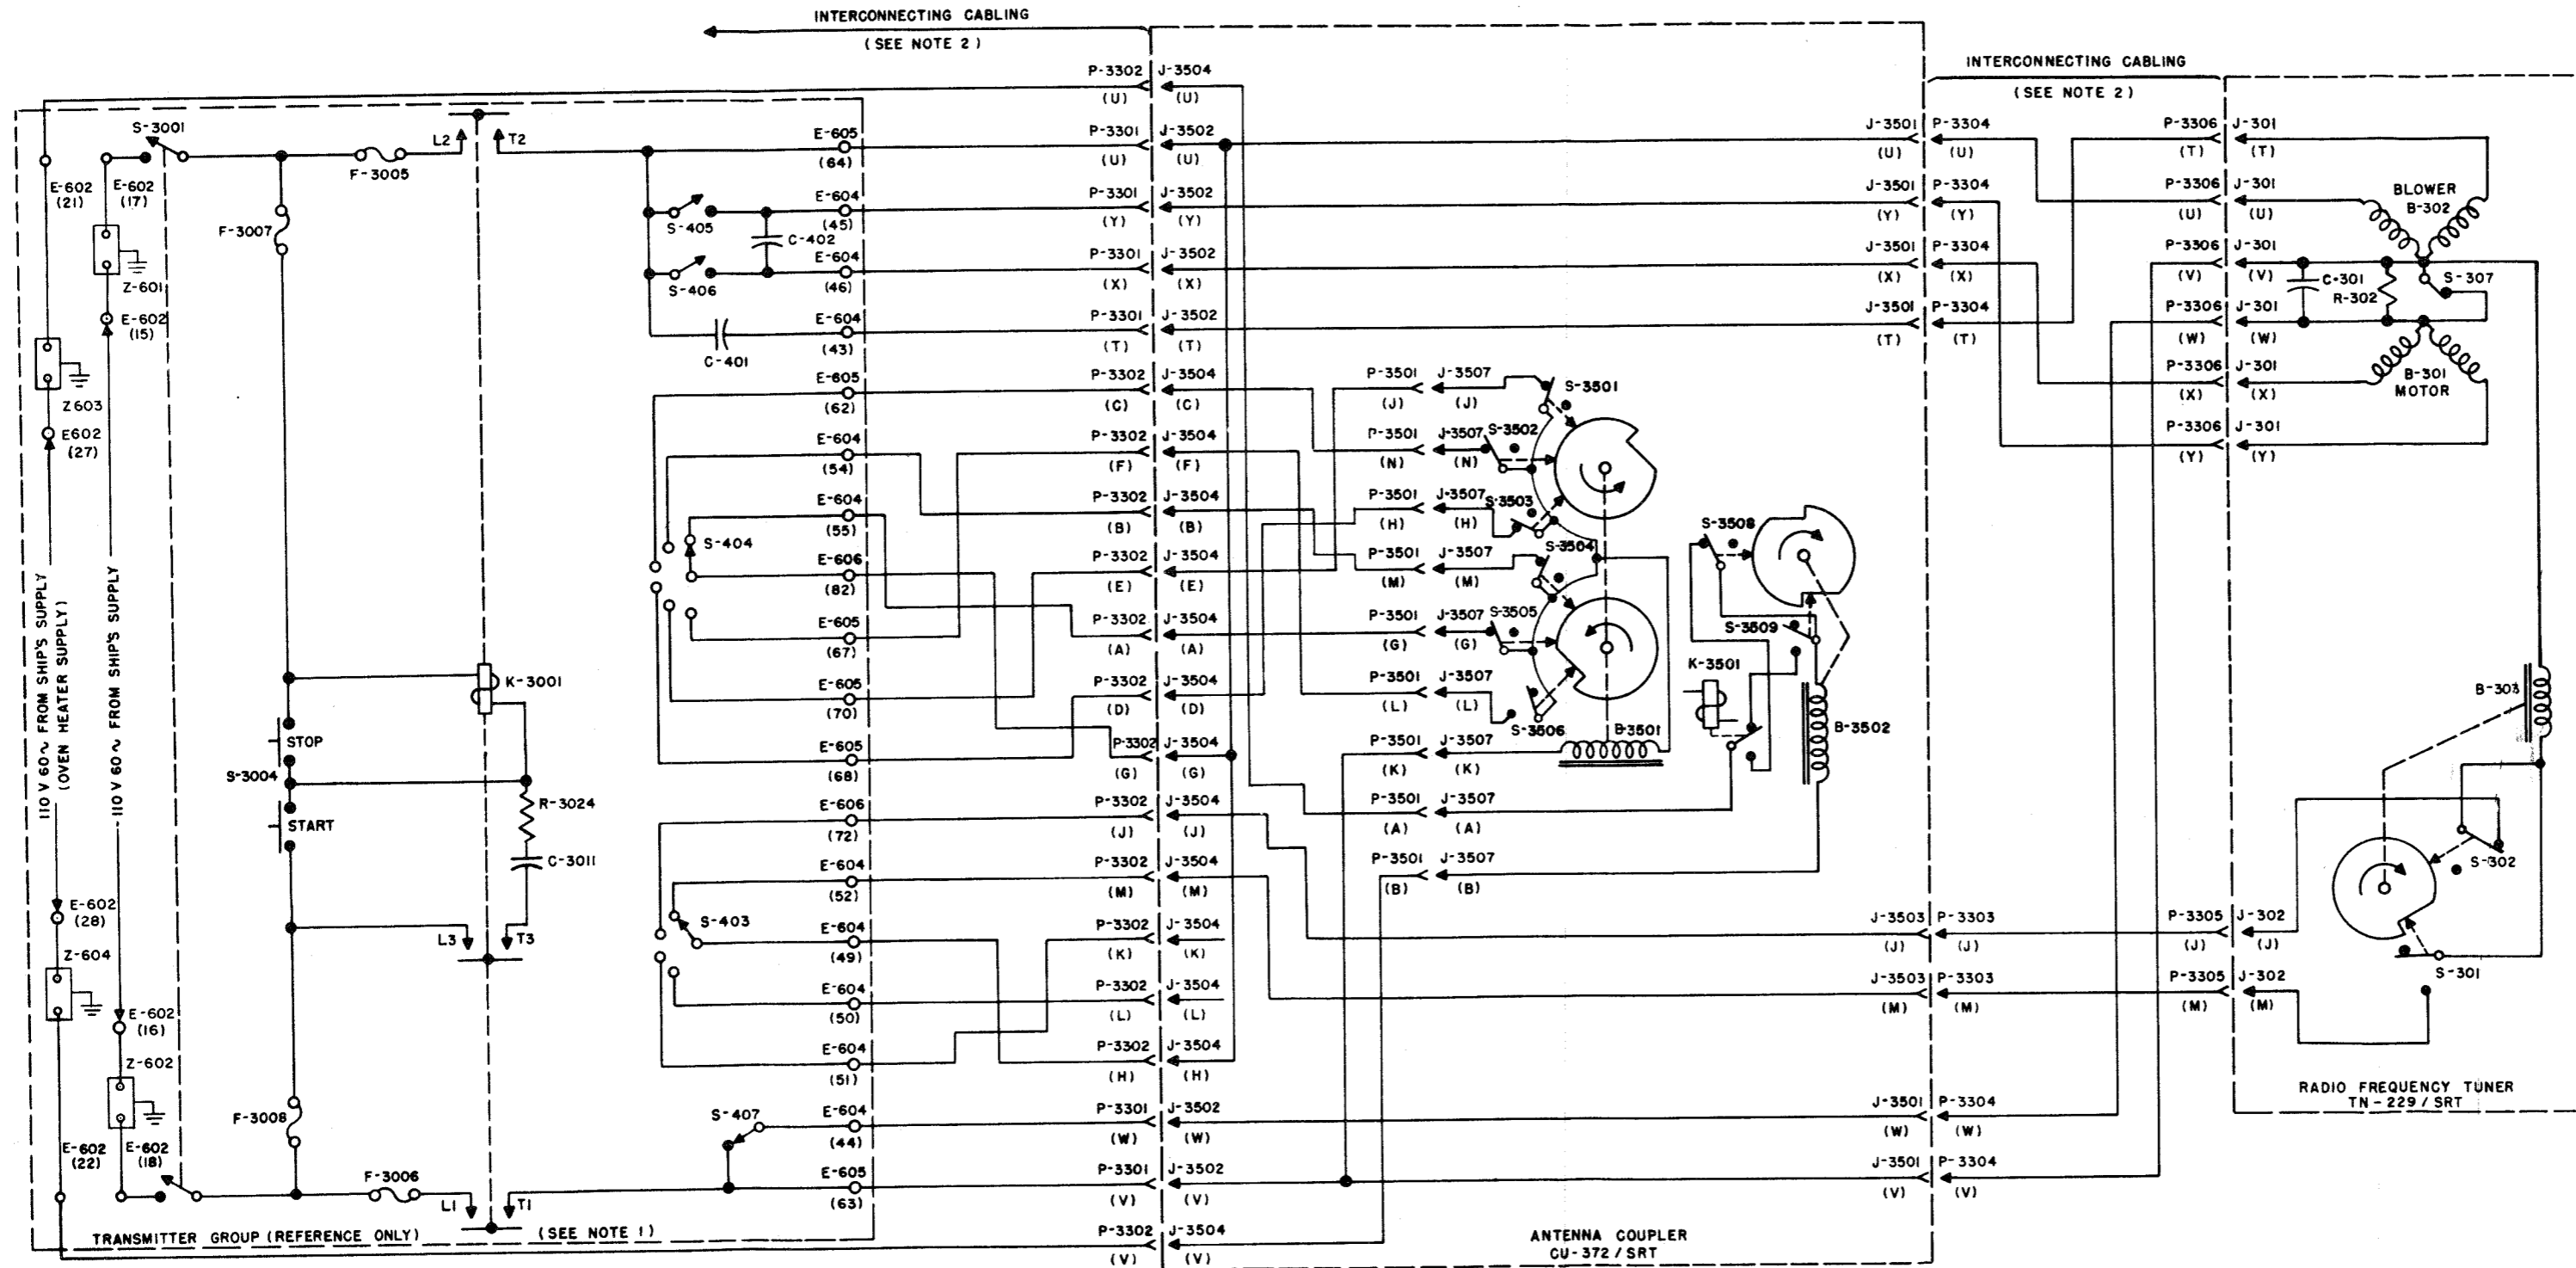 INTERCONNECTING CABLING
(SEE NOTE 2)
INTERCONNECTING CABLING
(SEE NOTE 2)
P-3302 J-3504
(U) (U)
S-3001
L2 T2
E-605
(64)
P-3301 J-3502
(U) (U)
J-3501 P-3304
(U) (U)
P-3306 J-301
(T) (T)
E-602
(21)
E-602
(17)
F-3005
E-604
(45)
P-3301 J-3502
(Y) (Y)
J-3501 P-3304
(Y) (Y)
P-3306 J-301
(U) (U)
BLOWER
B-302
F-3007
S-405
C-402
Z-601
E-604
(46)
P-3301 J-3502
(X) (X)
J-3501 P-3304
(X) (X)
P-3306 J-301
(V) (V)
C-301
R-302
S-307
S-406
E-602
(15)
E-604
(43)
P-3301 J-3502
(T) (T)
J-3501 P-3304
(T) (T)
P-3306 J-301
(W) (W)
C-401
Z603
E602
(27)
E-605
(62)
P-3302 J-3504
(C) (C)
P-3501 J-3507
(J) (J)
S-3501
P-3306 J-301
(X) (X)
B-301
MOTOR
E-604
(54)
P-3302 J-3504
(F) (F)
P-3501 J-3507
(N) (N)
S-3502
P-3306 J-301
(Y) (Y)
E-604
(55)
P-3302 J-3504
(B) (B)
P-3501 J-3507
(H) (H)
S-3503
S-404
E-606
(82)
P-3302 J-3504
(E) (E)
P-3501 J-3507
(M) (M)
S-3504
S-3508
E-605
(67)
P-3302 J-3504
(A) (A)
P-3501 J-3507
(G) (G)
S-3505
S-3509
110 V 60~ FROM SHIP'S SUPPLY
(OVEN HEATER SUPPLY)
110 V 60~ FROM SHIP'S SUPPLY
K-3001
E-605
(70)
P-3302 J-3504
(D) (D)
P-3501 J-3507
(L) (L)
S-3506
K-3501
B-303
STOP
S-3004
START
E-605
(68)
P-3302 J-3504
(G) (G)
P-3501 J-3507
(K) (K)
B-3501
B-3502
R-3024
C-3011
E-606
(72)
P-3302 J-3504
(J) (J)
P-3501 J-3507
(A) (A)
E-604
(52)
P-3302 J-3504
(M) (M)
P-3501 J-3507
(B) (B)
S-302
E-602
(28)
L3 T3
S-403
E-604
(49)
P-3302 J-3504
(K) (K)
J-3503 P-3303
(J) (J)
P-3305 J-302
(J) (J)
S-301
Z-604
E-604
(50)
P-3302 J-3504
(L) (L)
J-3503 P-3303
(M) (M)
P-3305 J-302
(M) (M)
E-602
(16)
Z-602
E-604
(51)
P-3302 J-3504
(H) (H)
RADIO FREQUENCY TUNER
TN-229/SRT
F-3008
S-407
E-604
(44)
P-3301 J-3502
(W) (W)
J-3501 P-3304
(W) (W)
E-602
(22)
E-602
(18)
F-3006
L1 T1
E-605
(63)
P-3301 J-3502
(V) (V)
J-3501 P-3304
(V) (V)
TRANSMITTER GROUP (REFERENCE ONLY)
(SEE NOTE 1)
P-3302 J-3504
(V) (V)
ANTENNA COUPLER
CU-372/SRT